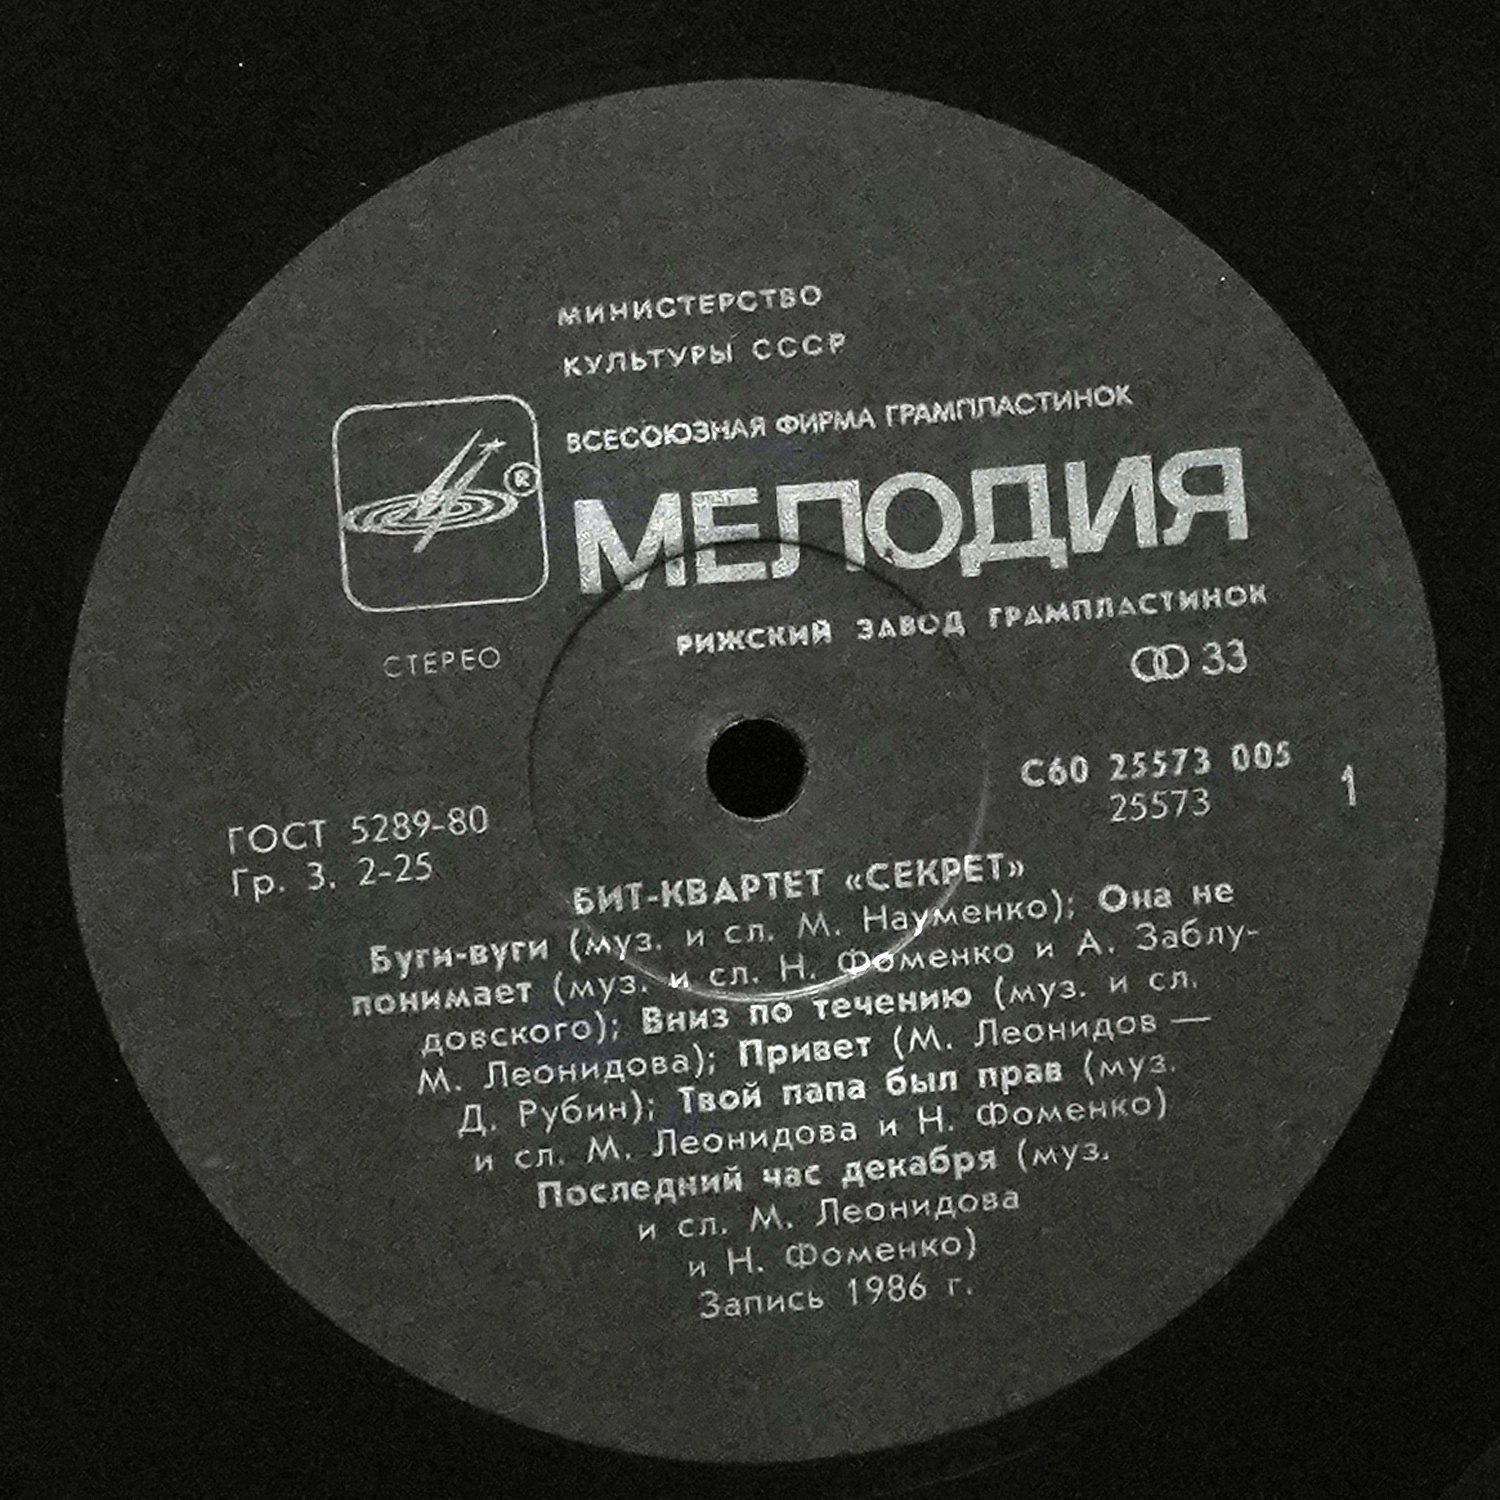 МИНИСТЕРСТВО
КУЛЬТУРЫ СССР
ВСЕСОЮЗНАЯ ФИРМА ГРАМПЛАСТИНОК
®
МЕЛОДИЯ
РИЖСКИЙ ЗАВОД ГРАМПЛАСТИНОК
СТЕРЕО
33
С60 25573 005
25573
1
ГОСТ 5289-80
Гр. 3. 2-25
БИТ-КВАРТЕТ «СЕКРЕТ»
Буги-вуги (муз. и сл. М. Науменко); Она не
понимает (муз. и сл. Н. Фоменко и А. Заблу-
довского); Вниз по течению (муз. и сл.
М. Леонидова); Привет (М. Леонидов —
Д. Рубин); Твой папа был прав (муз.
и сл. М. Леонидова и Н. Фоменко)
Последний час декабря (муз.
и сл. М. Леонидова
и Н. Фоменко)
Запись 1986 г.